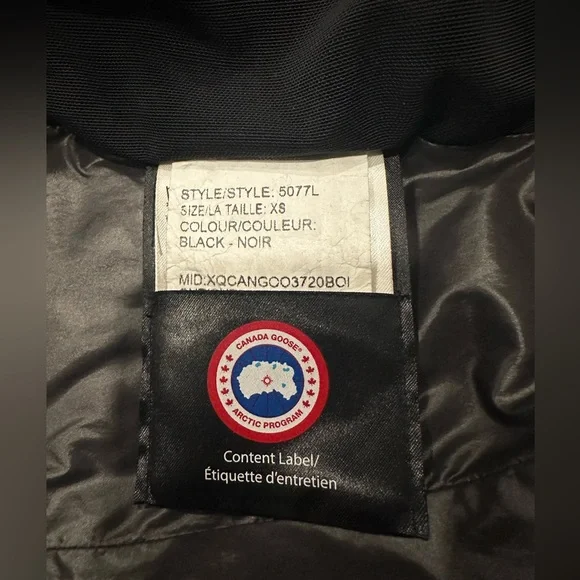 STYLE/STYLE: 5077L
SIZE/LA TAILLE: XS
COLOUR/COULEUR:
BLACK - NOIR
MID:XQCANGOO3720BOI
CANADA GOOSE®
ARCTIC PROGRAM
Content Label/
Étiquette d'entretien